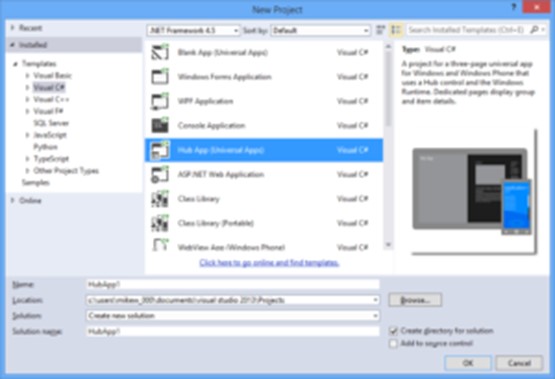 New Project
Recent
.NET Framework 4.5 Sort by: Default
Search Installed Templates (Ctrl+E)
Installed
Templates
Visual Basic
Visual C#
Visual C++
Visual F#
SQL Server
JavaScript
Python
TypeScript
Other Project Types
Samples
Online
Blank App (Universal Apps) Visual C#
Windows Forms Application Visual C#
WPF Application Visual C#
Console Application Visual C#
Hub App (Universal Apps) Visual C#
ASP.NET Web Application Visual C#
Class Library Visual C#
Class Library (Portable) Visual C#
WebView App (Windows Phone) Visual C#
Click here to go online and find templates.
Type: Visual C#
A project for a three-page universal app
for Windows and Windows Phone that
uses a Hub control and the Windows
Runtime. Dedicated pages display group
and item details.
Name: HubApp1
Location: c:\users\mikew_000\documents\visual studio 2013\Projects
Browse...
Solution: Create new solution
Solution name: HubApp1
Create directory for solution
Add to source control
OK Cancel